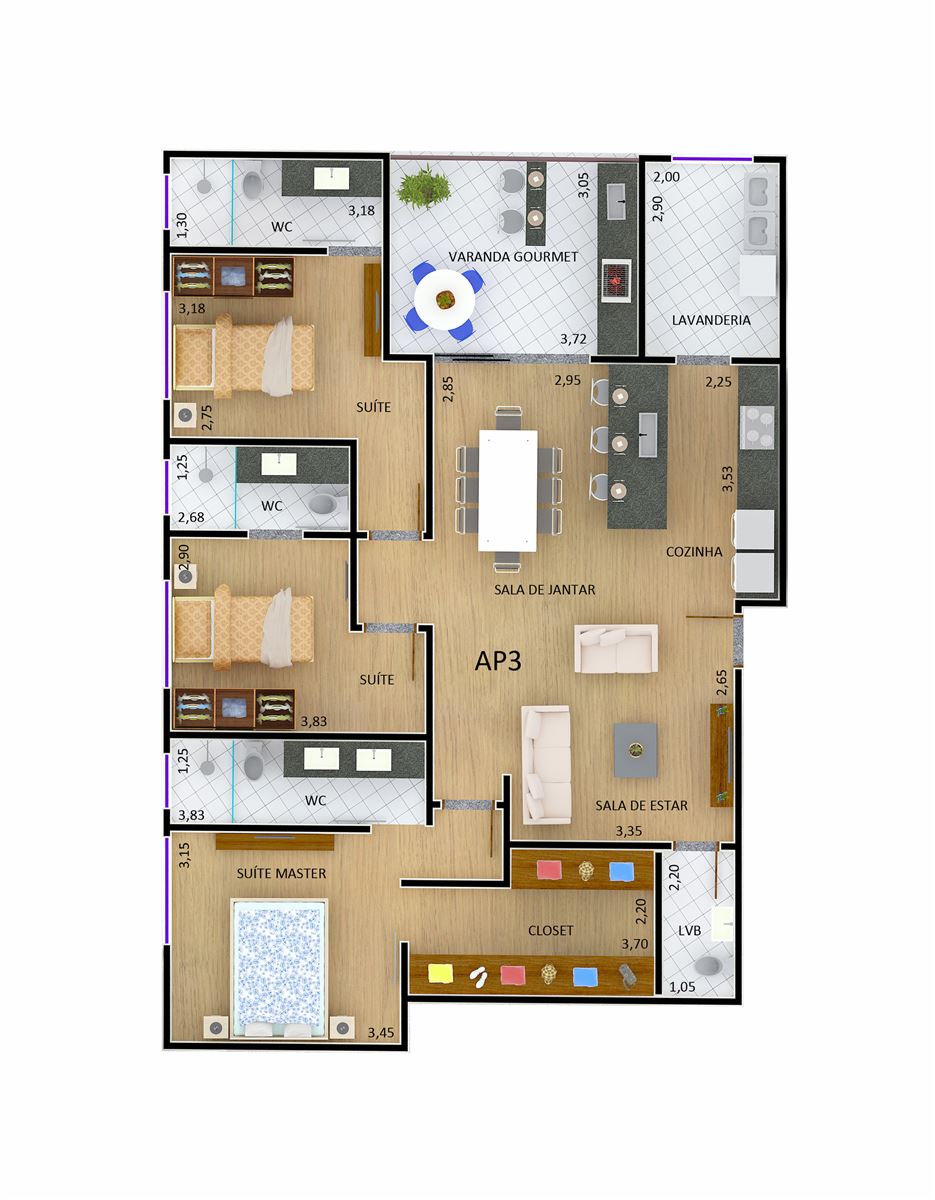 1,30
3,18
WC
3,05
VARANDA GOURMET
3,72
2,00
2,90
LAVANDERIA
3,18
2,75
SUÍTE
2,85
2,95
2,25
3,53
COZINHA
1,25
2,68
WC
SALA DE JANTAR
2,90
SUÍTE
3,83
AP3
2,65
SALA DE ESTAR
3,35
1,25
3,83
WC
3,15
SUÍTE MASTER
3,45
CLOSET
2,20
3,70
2,20
LVB
1,05